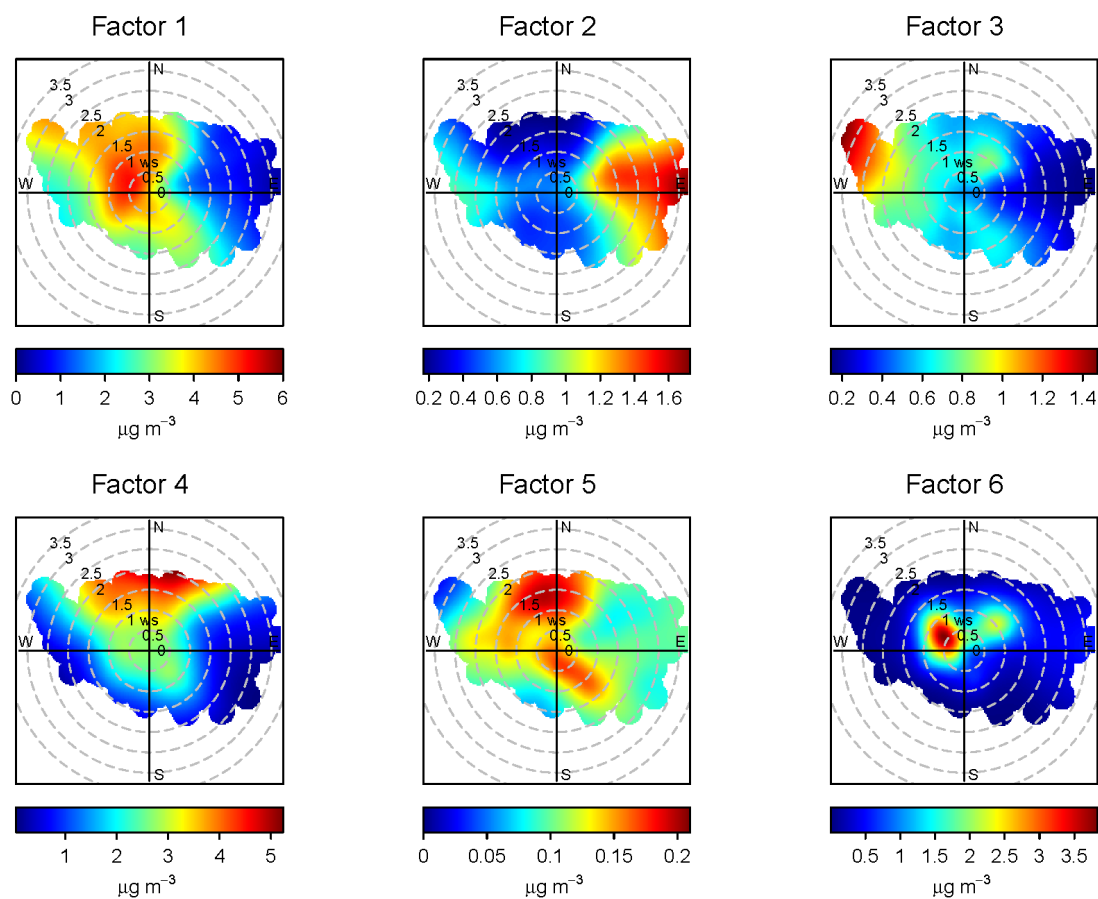 Factor 1
N
3.5
3
2.5
2
1.5
1 ws
0.5
0
W
E
S
0 1 2 3 4 5 6
μg m⁻³
Factor 2
N
3.5
3
2.5
2
1.5
1 ws
0.5
0
W
E
S
0.2 0.4 0.6 0.8 1 1.2 1.4 1.6
μg m⁻³
Factor 3
N
3.5
3
2.5
2
1.5
1 ws
0.5
0
W
E
S
0.2 0.4 0.6 0.8 1 1.2 1.4
μg m⁻³
Factor 4
N
3.5
3
2.5
2
1.5
1 ws
0.5
0
W
E
S
1 2 3 4 5
μg m⁻³
Factor 5
N
3.5
3
2.5
2
1.5
1 ws
0.5
0
W
E
S
0 0.05 0.1 0.15 0.2
μg m⁻³
Factor 6
N
3.5
3
2.5
2
1.5
1 ws
0.5
0
W
E
S
0.5 1 1.5 2 2.5 3 3.5
μg m⁻³